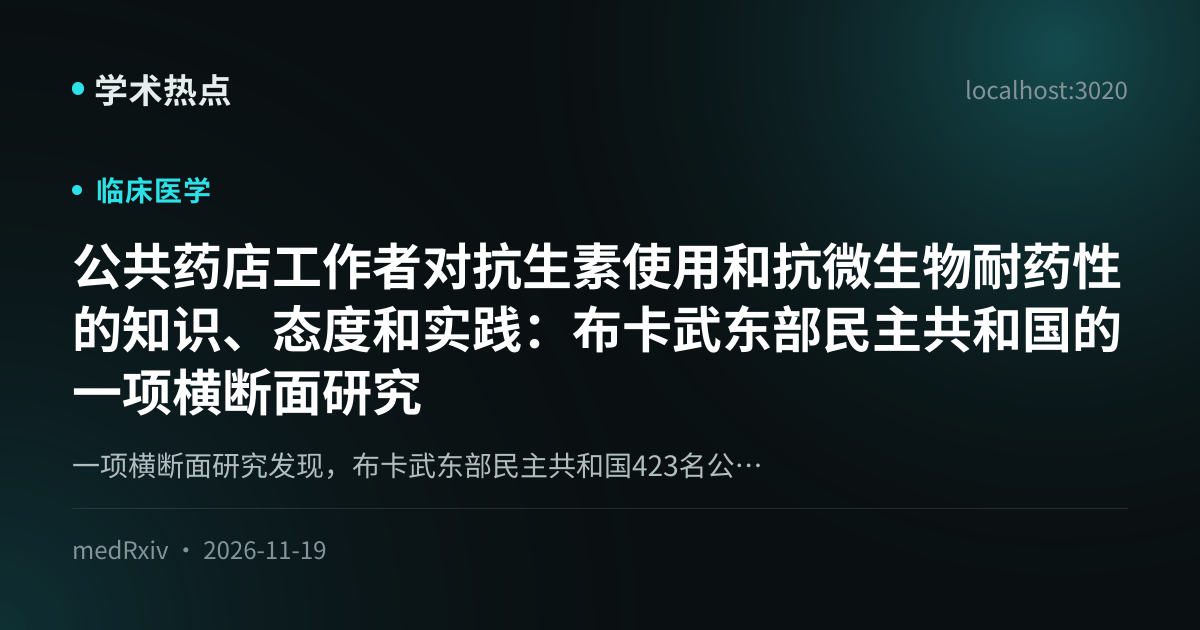 学术热点
localhost:3020
临床医学
公共药店工作者对抗生素使用和抗微生物耐药性
的知识、态度和实践：布卡武东部民主共和国的
一项横断面研究
一项横断面研究发现，布卡武东部民主共和国423名公…
medRxiv · 2026-11-19